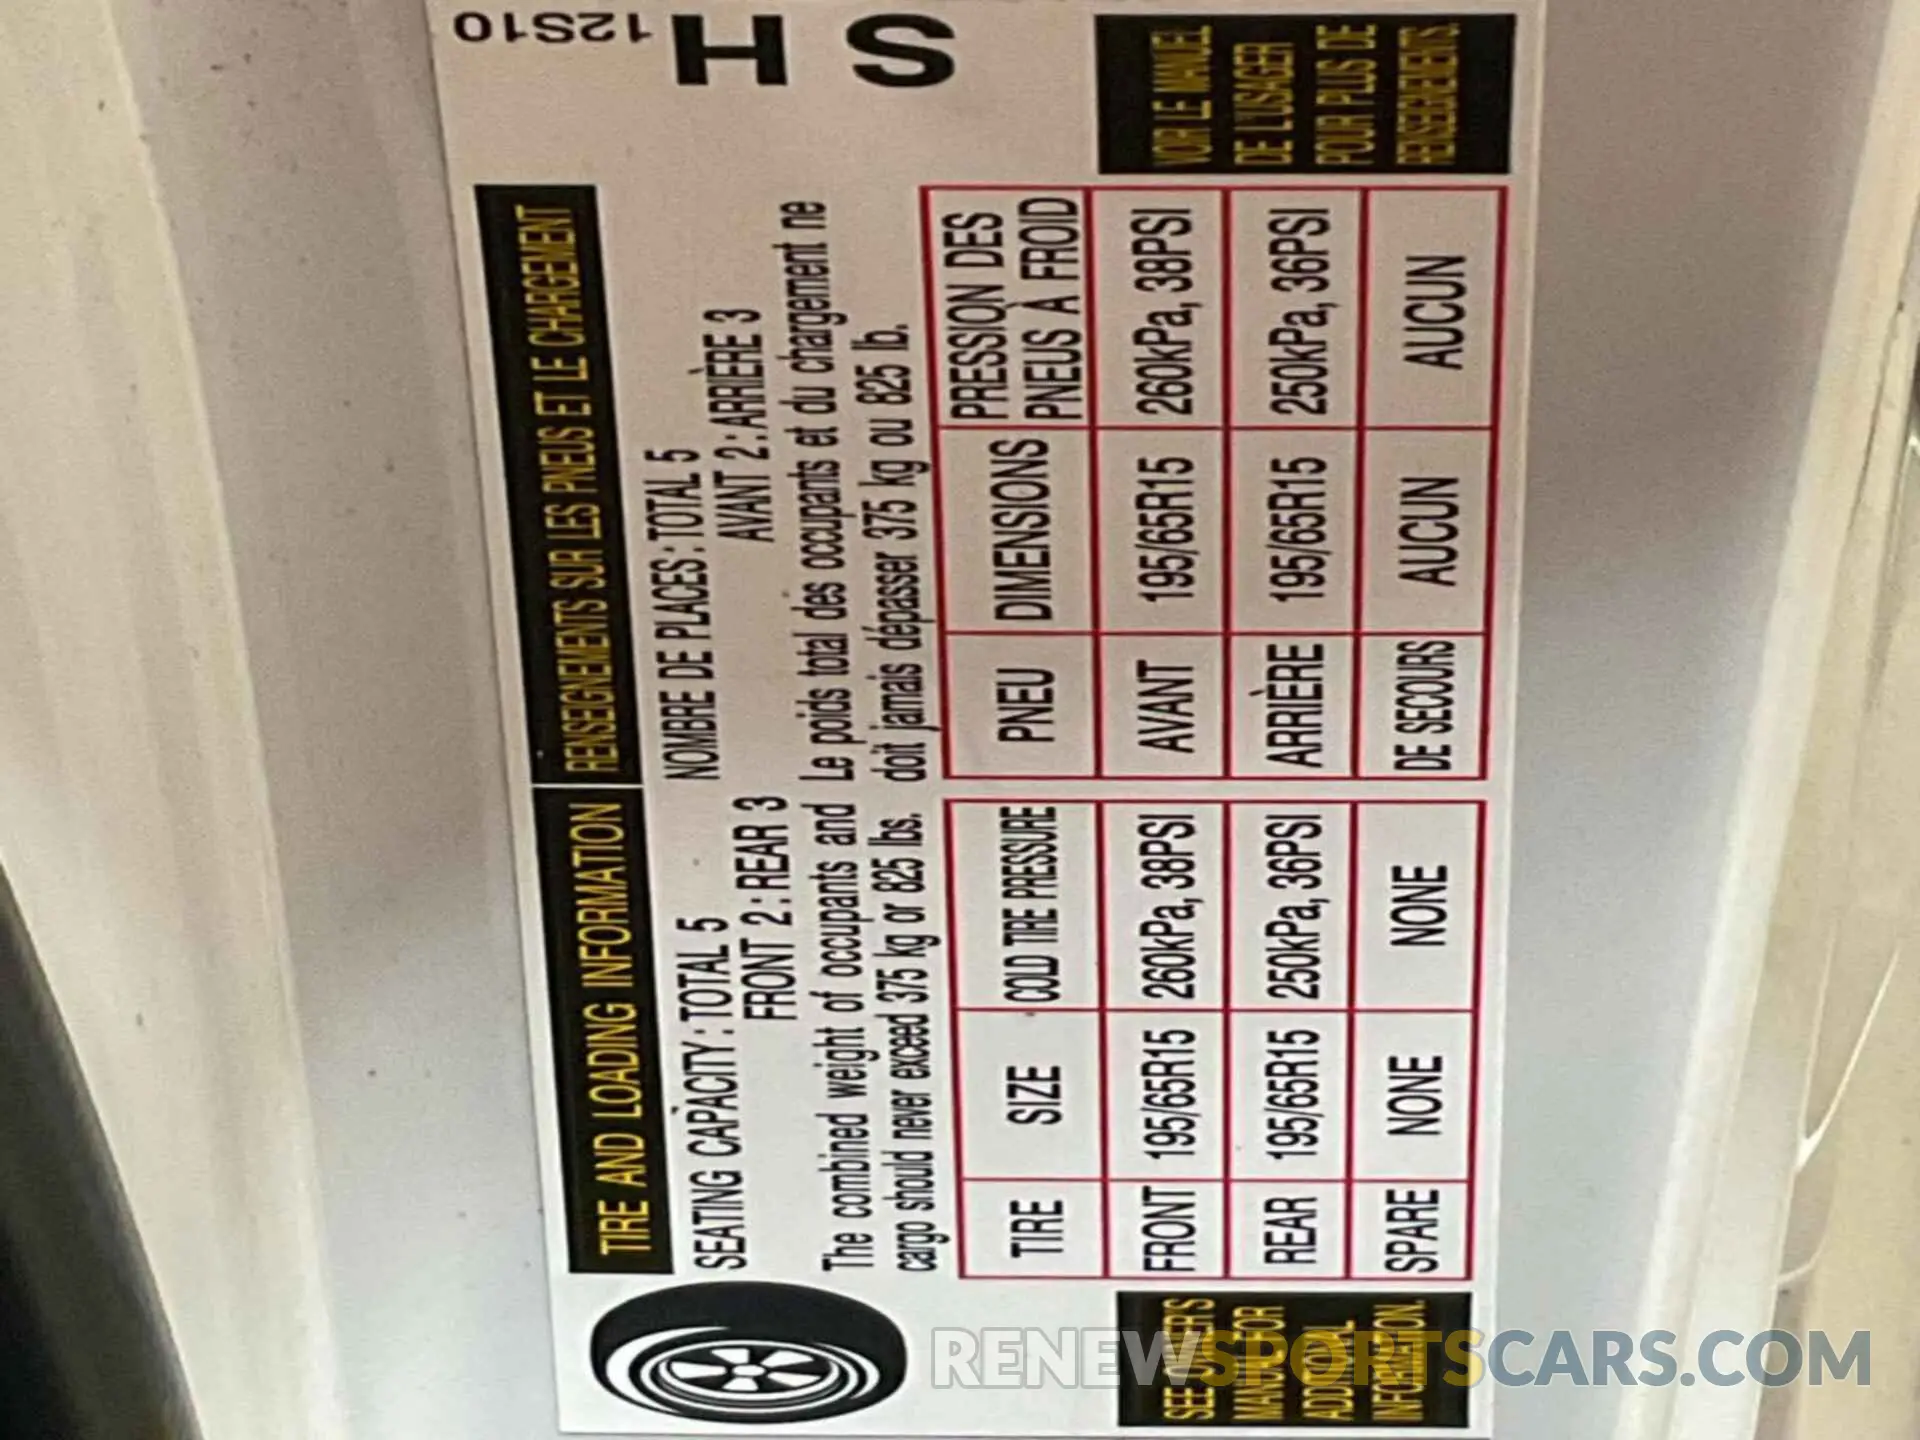 TIRE AND LOADING INFORMATION
SEATING CAPACITY : TOTAL 5
FRONT 2 : REAR 3
The combined weight of occupants and
cargo should never exceed 375 kg or 825 lbs.
TIRE SIZE COLD TIRE PRESSURE
FRONT 195/65R15 260kPa, 38PSI
REAR 195/65R15 250kPa, 36PSI
SPARE NONE NONE
SEE OWNER'S
MANUAL FOR
ADDITIONAL
INFORMATION.
RENSEIGNEMENTS SUR LES PNEUS ET LE CHARGEMENT
NOMBRE DE PLACES : TOTAL 5
AVANT 2 : ARRIÈRE 3
Le poids total des occupants et du chargement ne
doit jamais dépasser 375 kg ou 825 lb.
PNEU DIMENSIONS PRESSION DES
PNEUS À FROID
AVANT 195/65R15 260kPa, 38PSI
ARRIÈRE 195/65R15 250kPa, 36PSI
DE SECOURS AUCUN AUCUN
VOIR LE MANUEL
DE L'USAGER
POUR PLUS DE
RENSEIGNEMENTS.
12S10
H
S
RENEWSPORTSCARS.COM